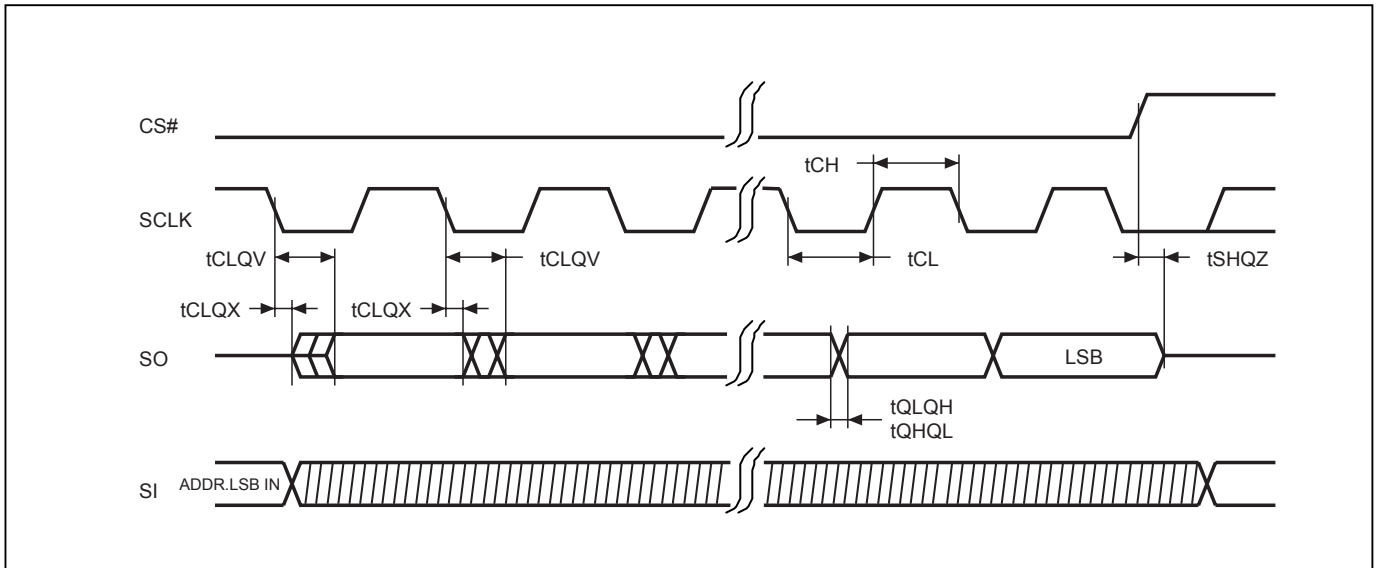 CS#
tCH
SCLK
tCLQV
tCLQV
tCL
tSHQZ
tCLQX
tCLQX
SO
LSB
tQLQH
tQHQL
SI
ADDR.LSB IN